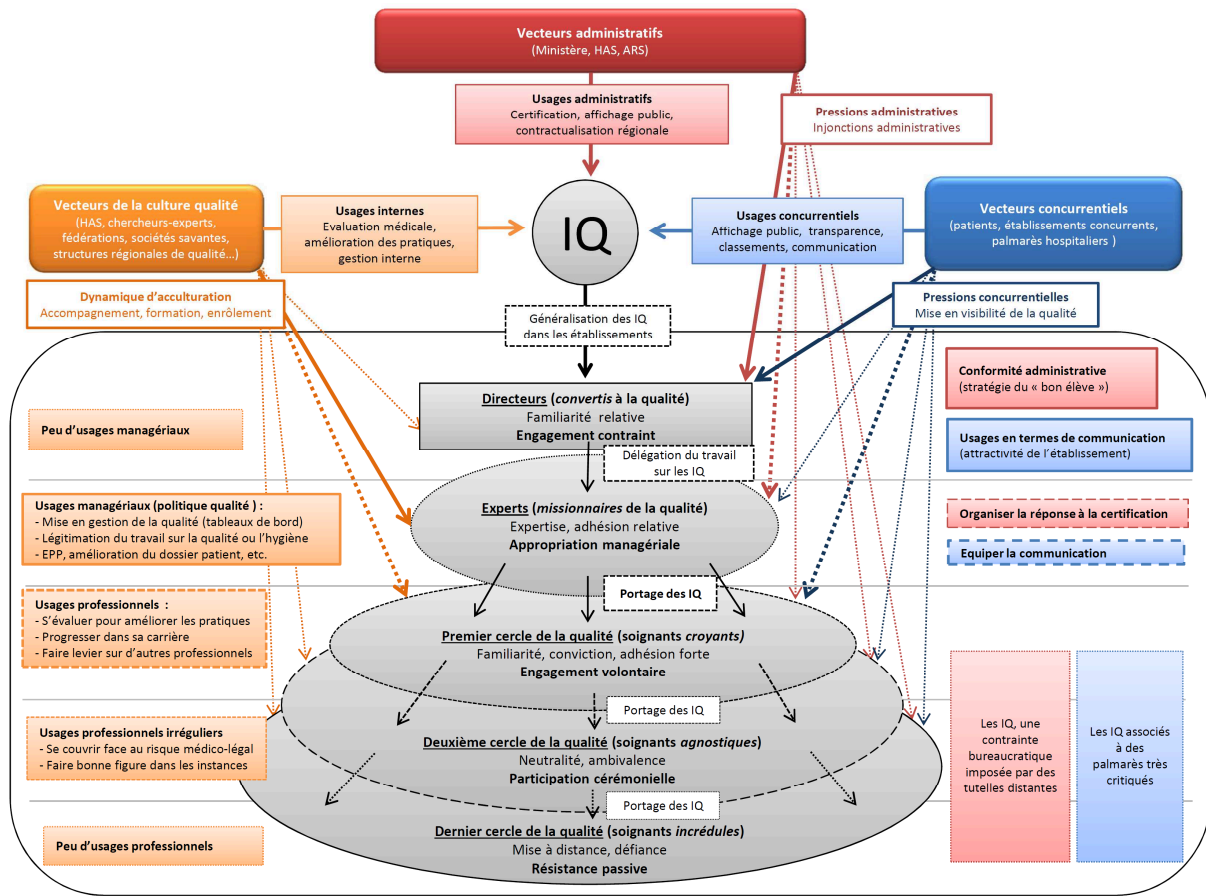 Vecteurs administratifs
(Ministère, HAS, ARS)
Usages administratifs
Certification, affichage public,
contractualisation régionale
Pressions administratives
Injonctions administratives
Vecteurs de la culture qualité
(HAS, chercheurs-experts,
fédérations, sociétés savantes,
structures régionales de qualité…)
Usages internes
Evaluation médicale,
amélioration des pratiques,
gestion interne
IQ
Usages concurrentiels
Affichage public, transparence,
classements, communication
Vecteurs concurrentiels
(patients, établissements concurrents,
palmarès hospitaliers )
Dynamique d’acculturation
Accompagnement, formation, enrôlement
Généralisation des IQ
dans les établissements
Pressions concurrentielles
Mise en visibilité de la qualité
Peu d’usages managériaux
Directeurs (convertis à la qualité)
Familiarité relative
Engagement contraint
Conformité administrative
(stratégie du « bon élève »)
Usages en termes de communication
(attractivité de l’établissement)
Délégation du travail
sur les IQ
Usages managériaux (politique qualité ) :
- Mise en gestion de la qualité (tableaux de bord)
- Légitimation du travail sur la qualité ou l’hygiène
- EPP, amélioration du dossier patient, etc.
Experts (missionnaires de la qualité)
Expertise, adhésion relative
Appropriation managériale
Organiser la réponse à la certification
Equiper la communication
Portage des IQ
Usages professionnels :
- S’évaluer pour améliorer les pratiques
- Progresser dans sa carrière
- Faire levier sur d’autres professionnels
Premier cercle de la qualité (soignants croyants)
Familiarité, conviction, adhésion forte
Engagement volontaire
Portage des IQ
Usages professionnels irréguliers
- Se couvrir face au risque médico-légal
- Faire bonne figure dans les instances
Deuxième cercle de la qualité (soignants agnostiques)
Neutralité, ambivalence
Participation cérémonielle
Les IQ, une
contrainte
bureaucratique
imposée par des
tutelles distantes
Les IQ associés
à des
palmarès très
critiqués
Portage des IQ
Peu d’usages professionnels
Dernier cercle de la qualité (soignants incrédules)
Mise à distance, défiance
Résistance passive